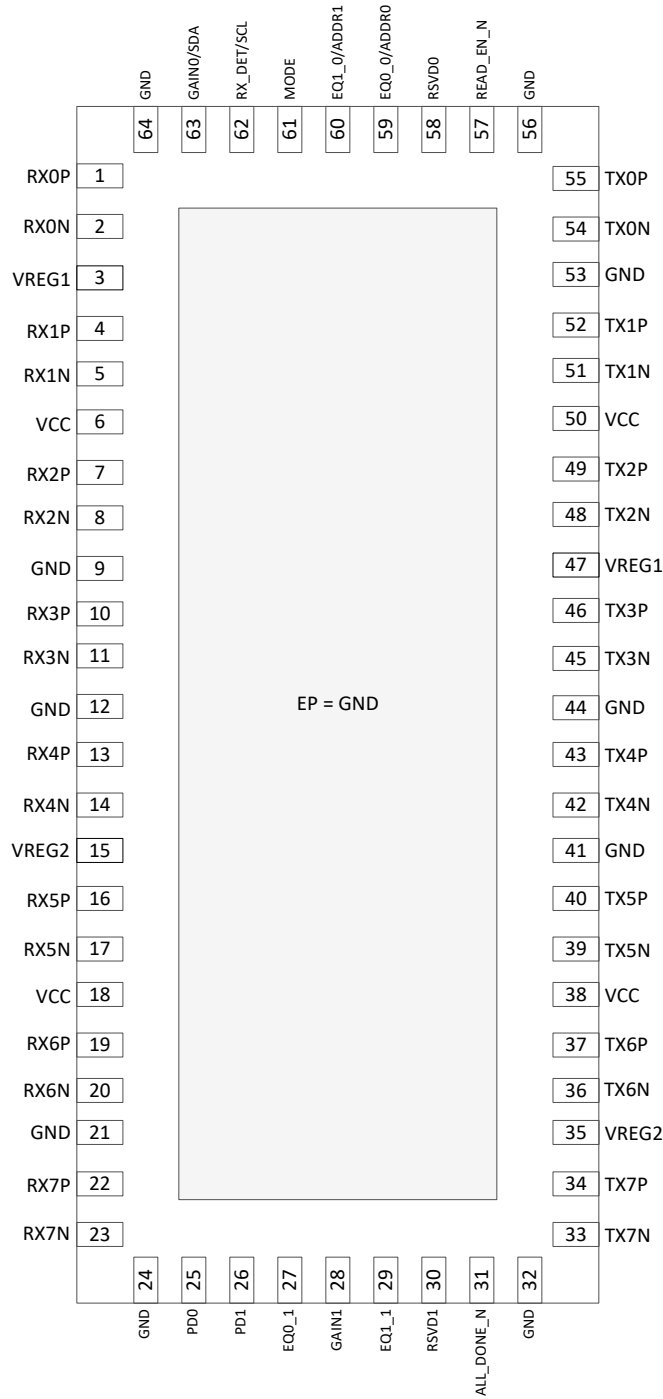 GND
GAIN0/SDA
RX_DET/SCL
MODE
EQ1_0/ADDR1
EQ0_0/ADDR0
RSVD0
READ_EN_N
GND
64
63
62
61
60
59
58
57
56
RX0P 1
RX0N 2
VREG1 3
RX1P 4
RX1N 5
VCC 6
RX2P 7
RX2N 8
GND 9
RX3P 10
RX3N 11
GND 12
RX4P 13
RX4N 14
VREG2 15
RX5P 16
RX5N 17
VCC 18
RX6P 19
RX6N 20
GND 21
RX7P 22
RX7N 23
EP = GND
55 TX0P
54 TX0N
53 GND
52 TX1P
51 TX1N
50 VCC
49 TX2P
48 TX2N
47 VREG1
46 TX3P
45 TX3N
44 GND
43 TX4P
42 TX4N
41 GND
40 TX5P
39 TX5N
38 VCC
37 TX6P
36 TX6N
35 VREG2
34 TX7P
33 TX7N
24
25
26
27
28
29
30
31
32
GND
PD0
PD1
EQ0_1
GAIN1
EQ1_1
RSVD1
ALL_DONE_N
GND